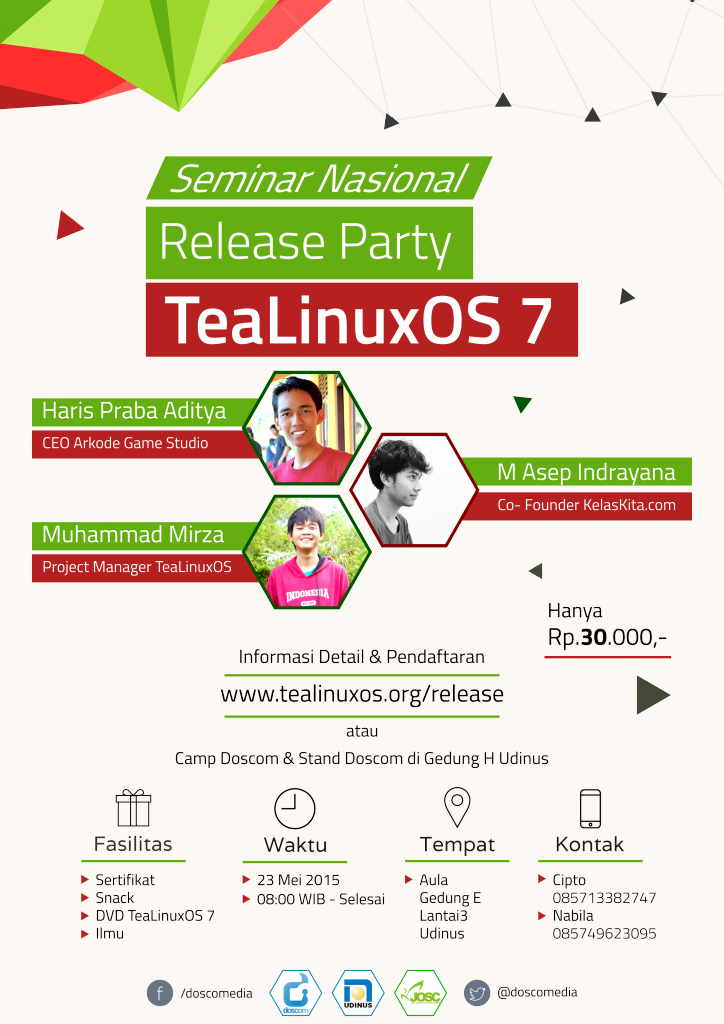 Seminar Nasional
Release Party
TeaLinuxOS 7
Haris Praba Aditya
CEO Arkode Game Studio
M Asep Indrayana
Co- Founder KelasKita.com
Muhammad Mirza
Project Manager TeaLinuxOS
INDONESIA
Hanya
Rp.30.000,-
Informasi Detail & Pendaftaran
www.tealinuxos.org/release
atau
Camp Doscom & Stand Doscom di Gedung H Udinus
Fasilitas
Sertifikat
Snack
DVD TeaLinuxOS 7
Ilmu
Waktu
23 Mei 2015
08:00 WIB - Selesai
Tempat
Aula
Gedung E
Lantai3
Udinus
Kontak
Cipto
085713382747
Nabila
085749623095
f /doscomedia
doscom
UDINUS
JOSC
@doscomedia